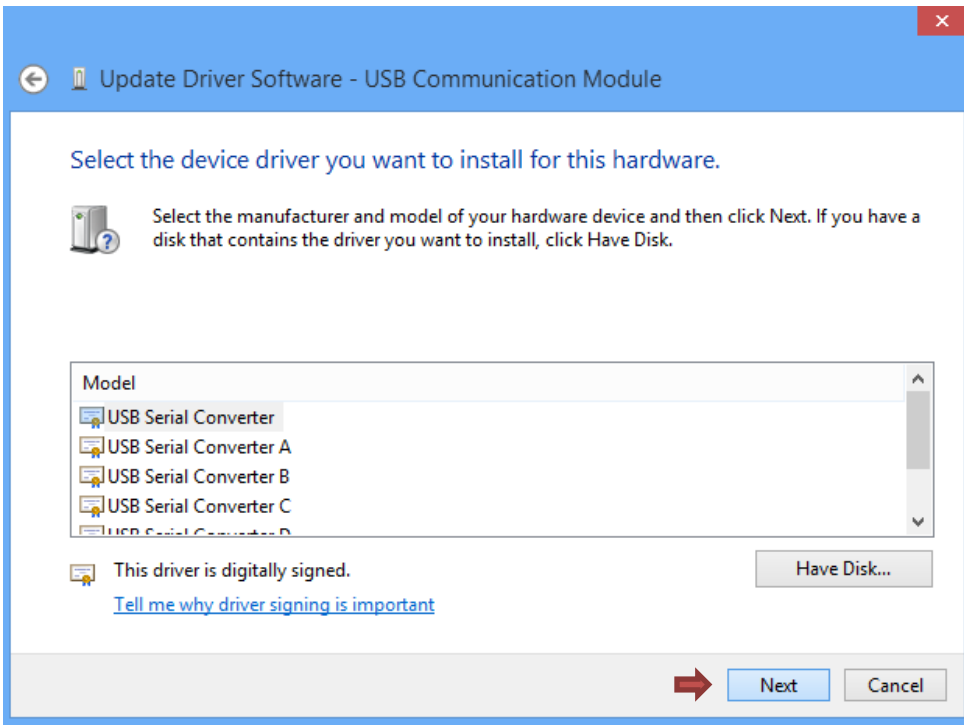 Update Driver Software - USB Communication Module
Select the device driver you want to install for this hardware.
Select the manufacturer and model of your hardware device and then click Next. If you have a
disk that contains the driver you want to install, click Have Disk.
Model
USB Serial Converter
USB Serial Converter A
USB Serial Converter B
USB Serial Converter C
USB Serial Converter D
This driver is digitally signed.
Have Disk...
Tell me why driver signing is important
Next
Cancel